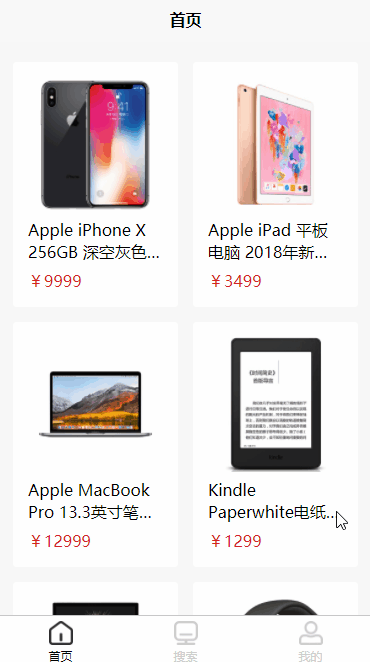 首页
Apple iPhone X
256GB 深空灰色...
￥9999
Apple iPad 平板
电脑 2018年新...
￥3499
Apple MacBook
Pro 13.3英寸笔...
￥12999
Kindle
Paperwhite电纸...
￥1299
首页
搜索
我的